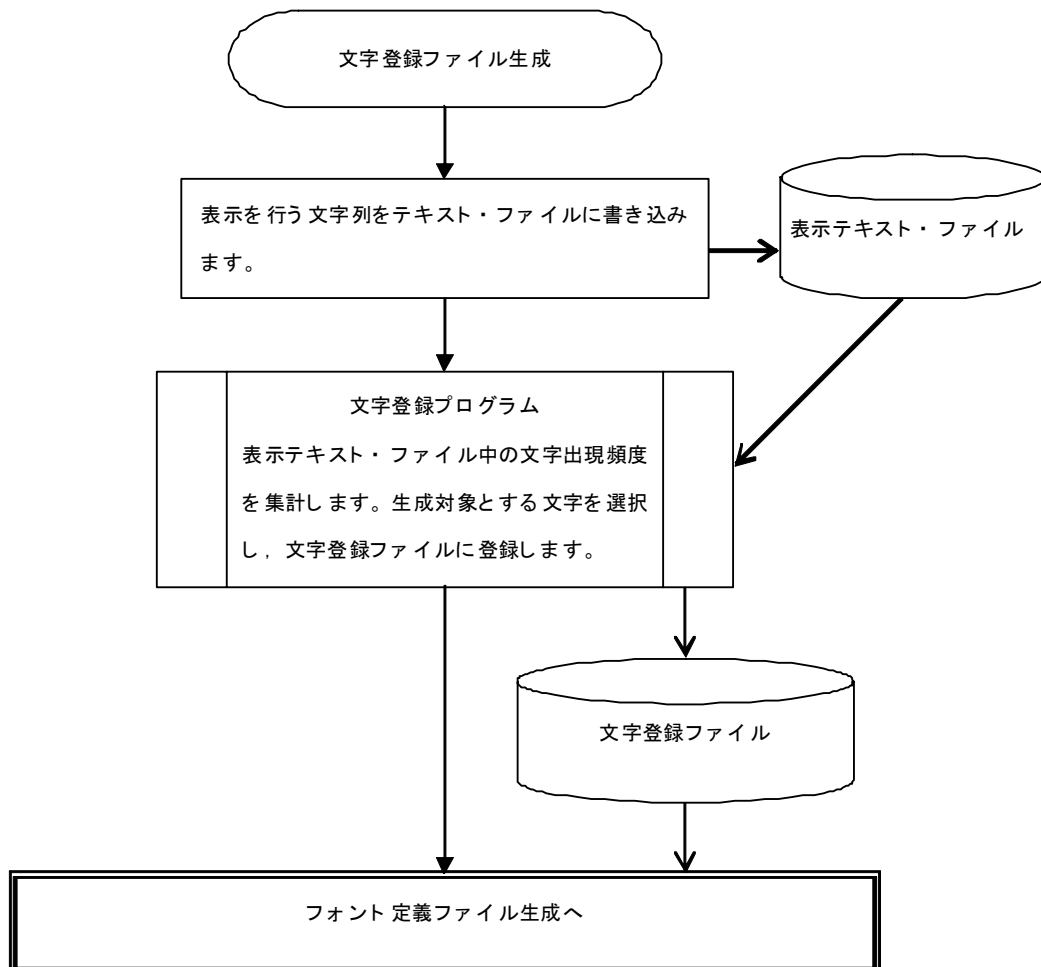 文字登録ファイル生成
表示を行う文字列をテキスト・ファイルに書き込み
ます。
表示テキスト・ファイル
文字登録プログラム
表示テキスト・ファイル中の文字出現頻度
を集計します。生成対象とする文字を選択
し，文字登録ファイルに登録します。
文字登録ファイル
フォント定義ファイル生成へ